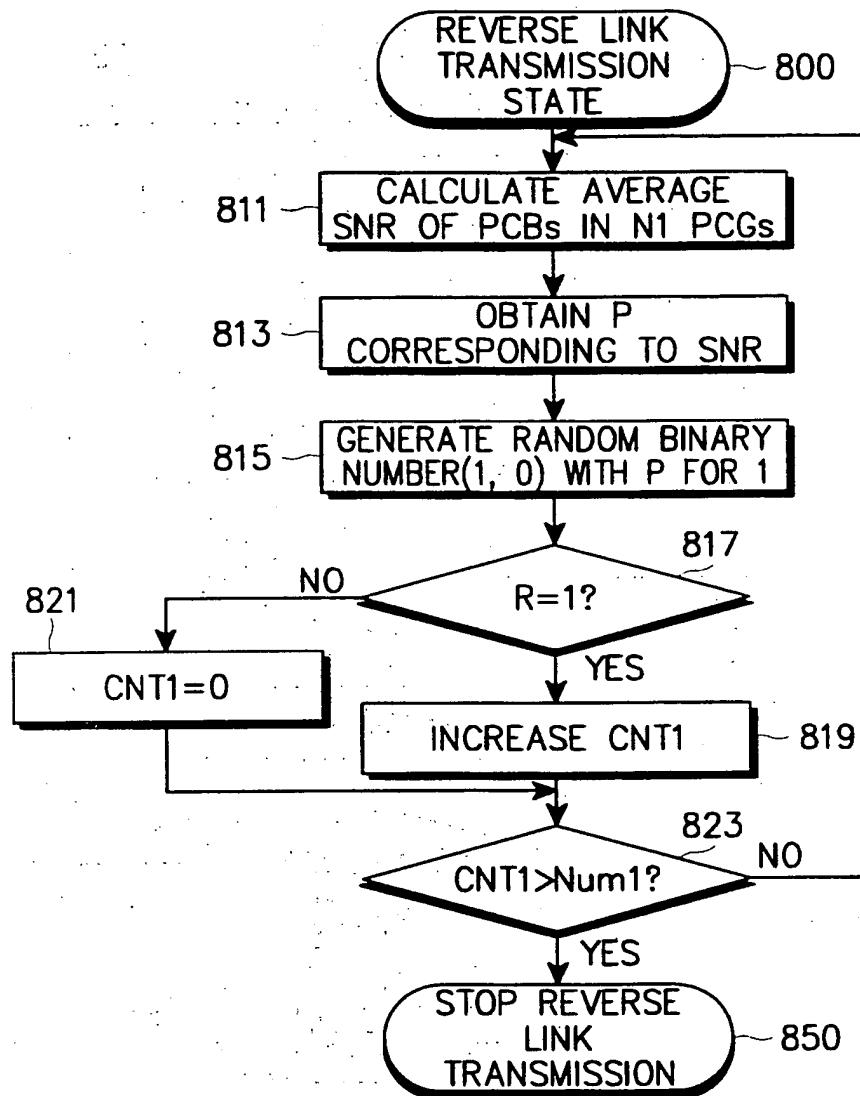 REVERSE LINK
TRANSMISSION
STATE
800
811
CALCULATE AVERAGE
SNR OF PCBs IN N1 PCGs
813
OBTAIN P
CORRESPONDING TO SNR
815
GENERATE RANDOM BINARY
NUMBER(1, 0) WITH P FOR 1
817
R=1?
NO
YES
821
CNT1=0
INCREASE CNT1
819
823
CNT1>Num1?
NO
YES
STOP REVERSE
LINK
TRANSMISSION
850